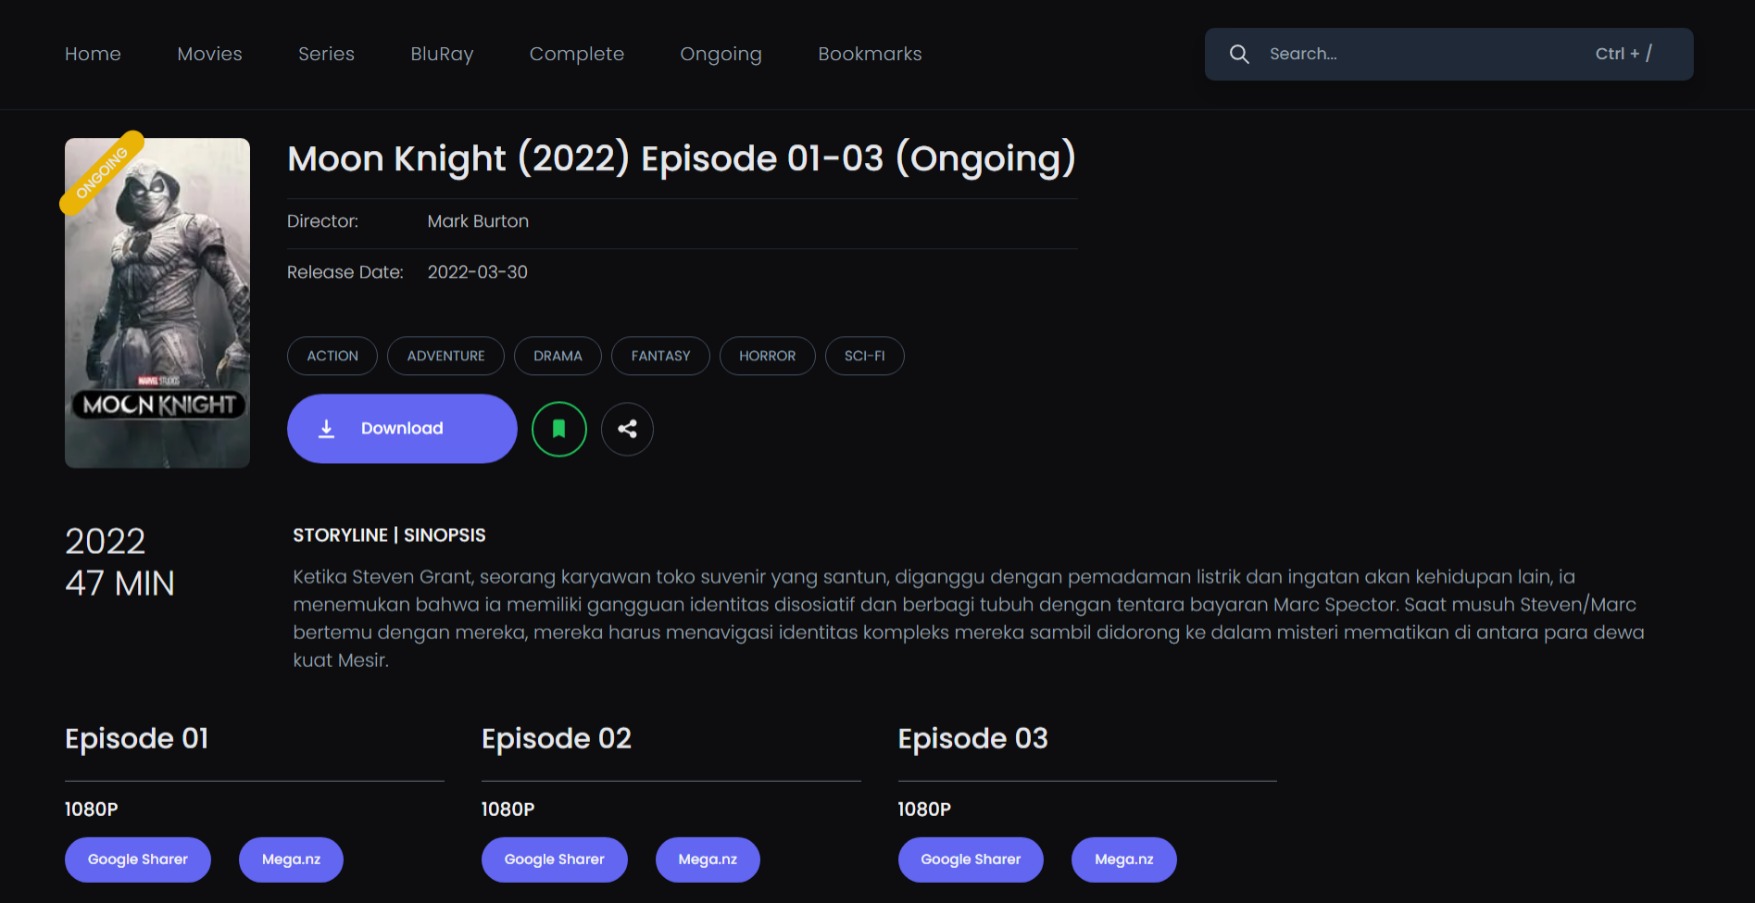 Home Movies Series BluRay Complete Ongoing Bookmarks Search... Ctrl + /
ONGOING
MARVEL STUDIOS
MOON KNIGHT
Moon Knight (2022) Episode 01-03 (Ongoing)
Director: Mark Burton
Release Date: 2022-03-30
ACTION ADVENTURE DRAMA FANTASY HORROR SCI-FI
Download
2022
47 MIN
STORYLINE | SINOPSIS
Ketika Steven Grant, seorang karyawan toko suvenir yang santun, diganggu dengan pemadaman listrik dan ingatan akan kehidupan lain, ia
menemukan bahwa ia memiliki gangguan identitas disosiatif dan berbagi tubuh dengan tentara bayaran Marc Spector. Saat musuh Steven/Marc
bertemu dengan mereka, mereka harus menavigasi identitas kompleks mereka sambil didorong ke dalam misteri mematikan di antara para dewa
kuat Mesir.
Episode 01 Episode 02 Episode 03
1080P 1080P 1080P
Google Sharer Mega.nz Google Sharer Mega.nz Google Sharer Mega.nz